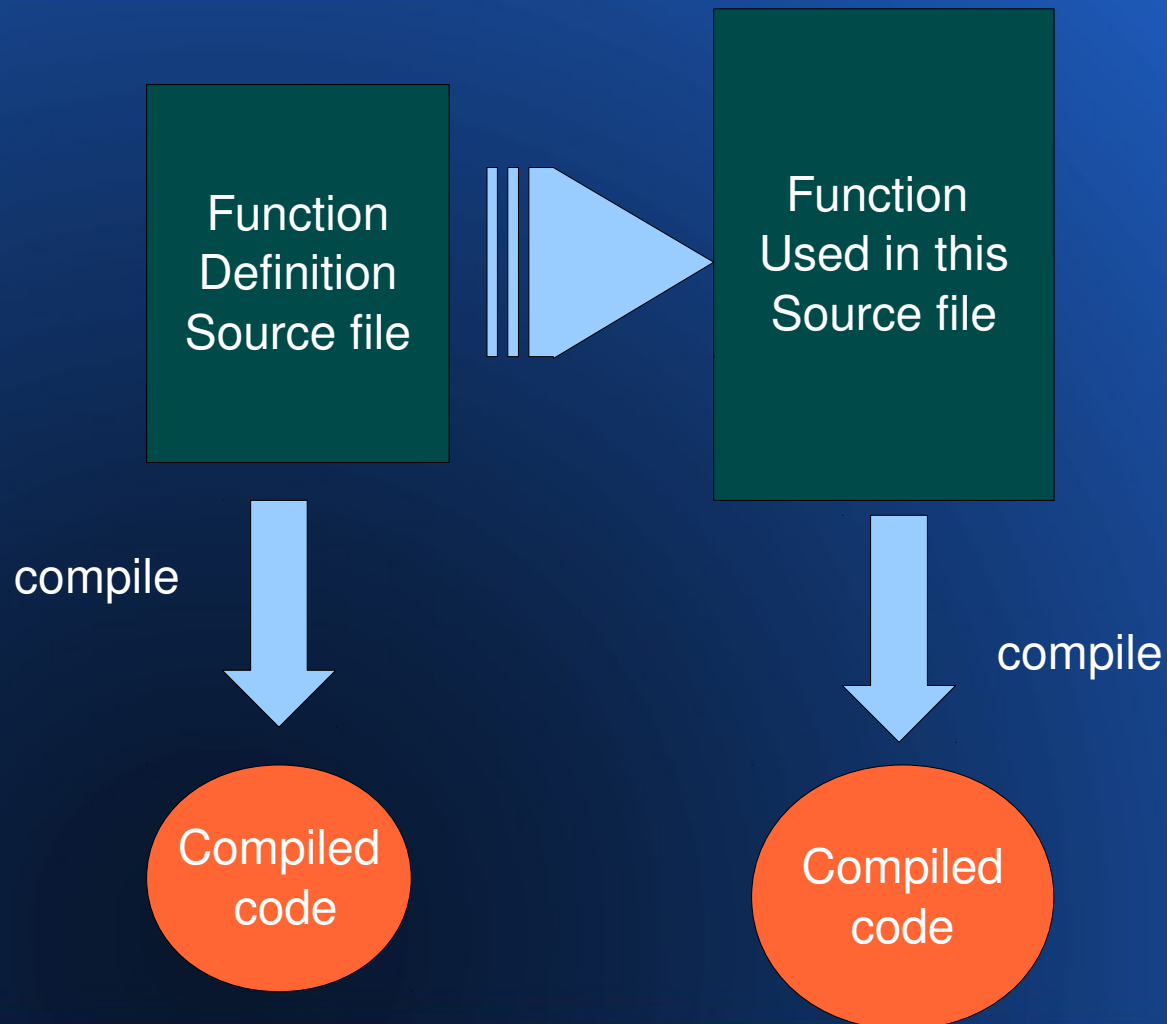 Function
Definition
Source file
Function
Used in this
Source file
compile
compile
Compiled
code
Compiled
code